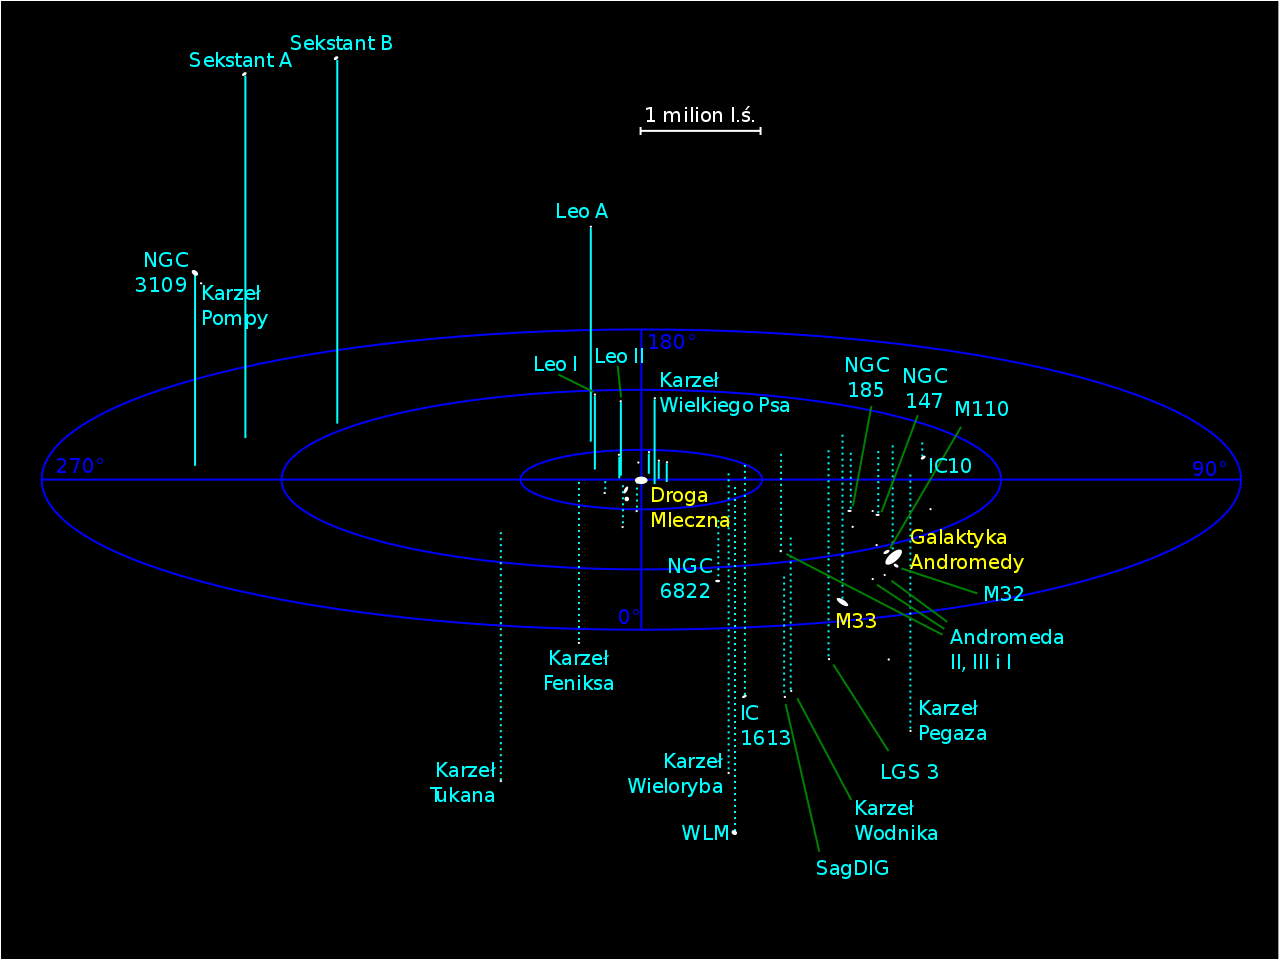 Sekstant B
Sekstant A
1 milion l.ś.
Leo A
NGC
3109
Karzeł
Pompy
180°
Leo I
Leo II
Karzeł
Wielkiego Psa
NGC
185
NGC
147
M110
270°
IC10
90°
Droga
Mleczna
Galaktyka
Andromedy
NGC
6822
M32
0°
M33
Andromeda
II, III i I
Karzeł
Feniksa
IC
1613
Karzeł
Pegaza
Karzeł
Tukana
Karzeł
Wieloryba
LGS 3
Karzeł
Wodnika
WLM
SagDIG